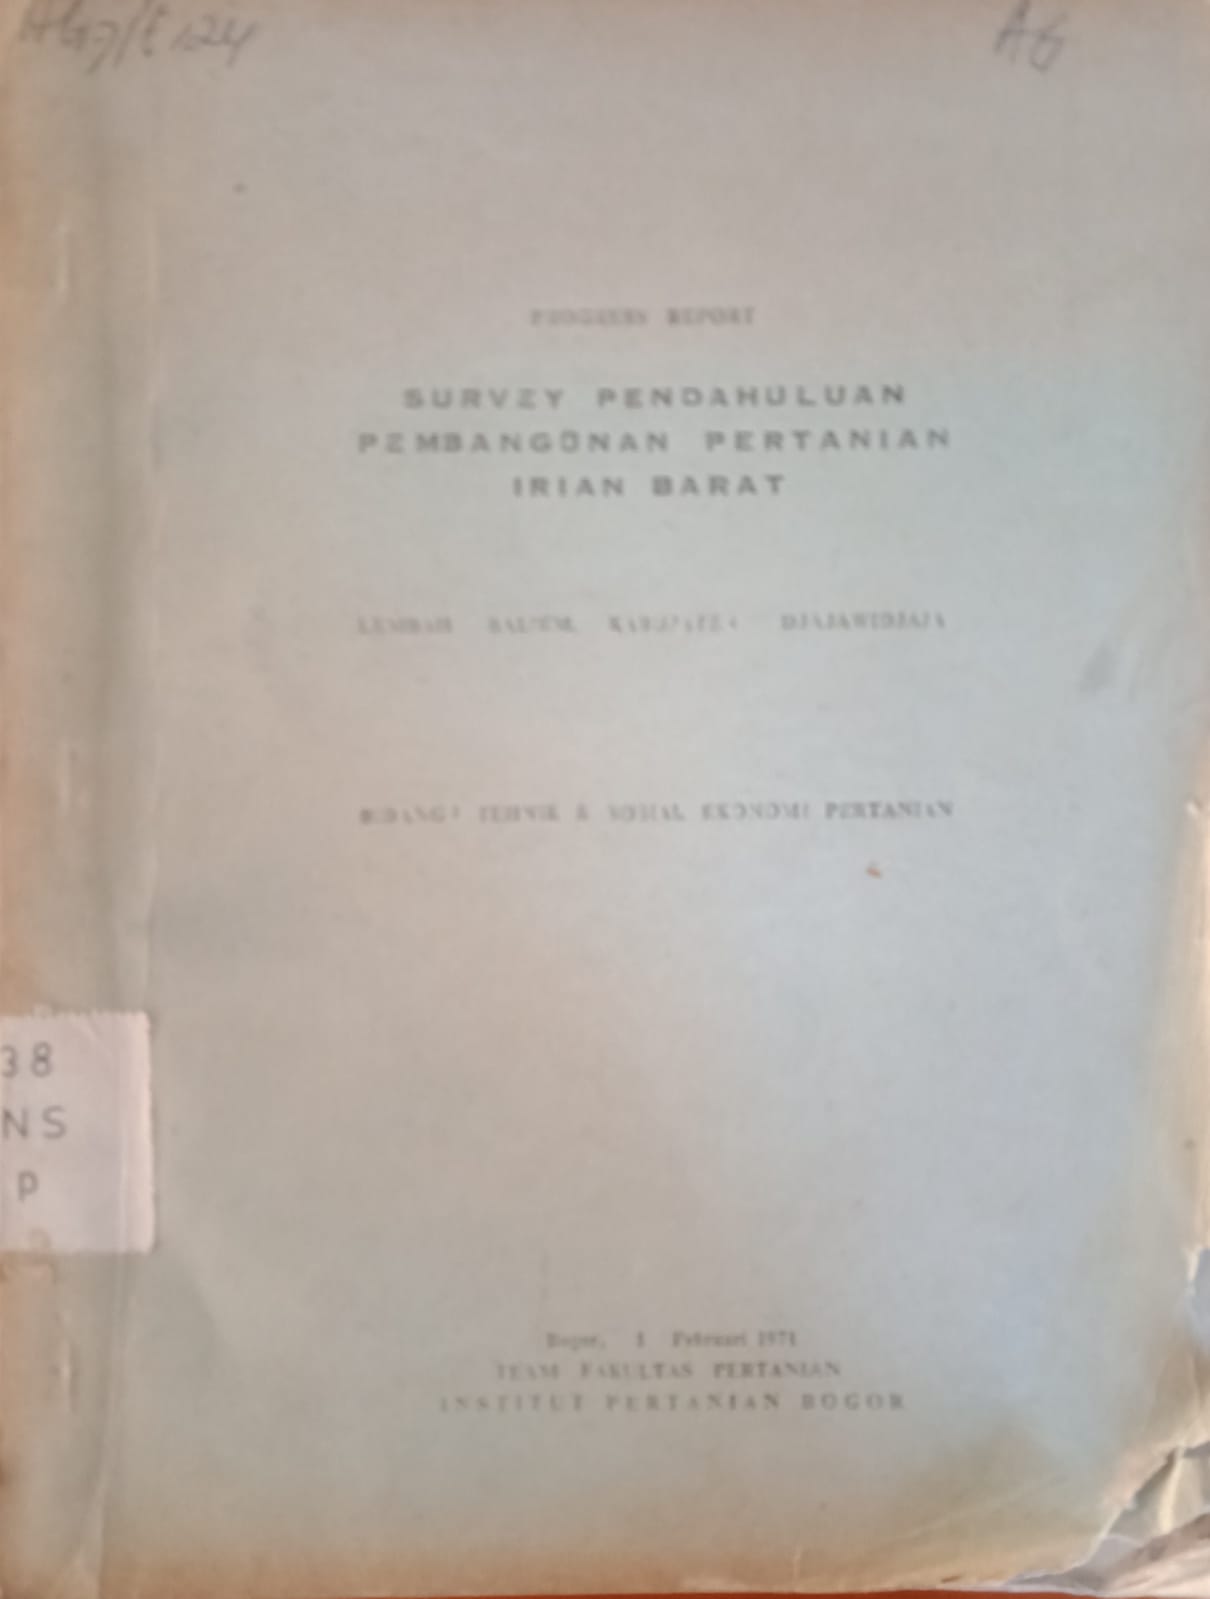 AG
PROGRESS REPORT
SURVEY PENDAHULUAN
PEMBANGUNAN PERTANIAN
IRIAN BARAT
LEMBAH BALIEM, KABUPATEN DJAJAWIDJAJA
BIDANG : TEHNIK & SOSIAL EKONOMI PERTANIAN
38
NS
P
Bogor, 1 Februari 1971
TEAM FAKULTAS PERTANIAN
INSTITUT PERTANIAN BOGOR